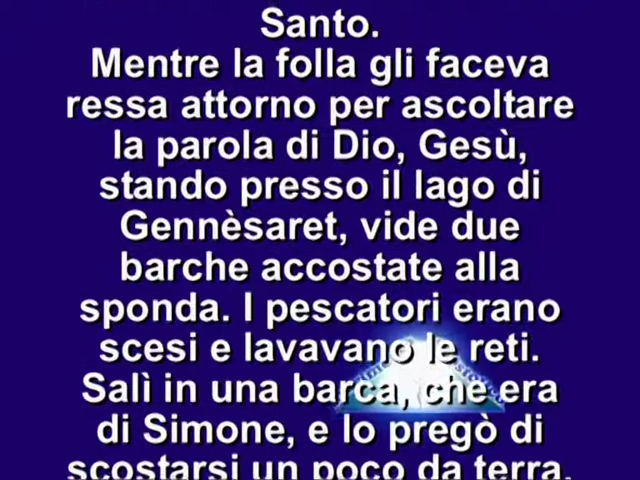 Santo.
Mentre la folla gli faceva
ressa attorno per ascoltare
la parola di Dio, Gesù,
stando presso il lago di
Gennèsaret, vide due
barche accostate alla
sponda. I pescatori erano
scesi e lavavano le reti.
Salì in una barca, che era
di Simone, e lo pregò di
scostarsi un poco da terra.